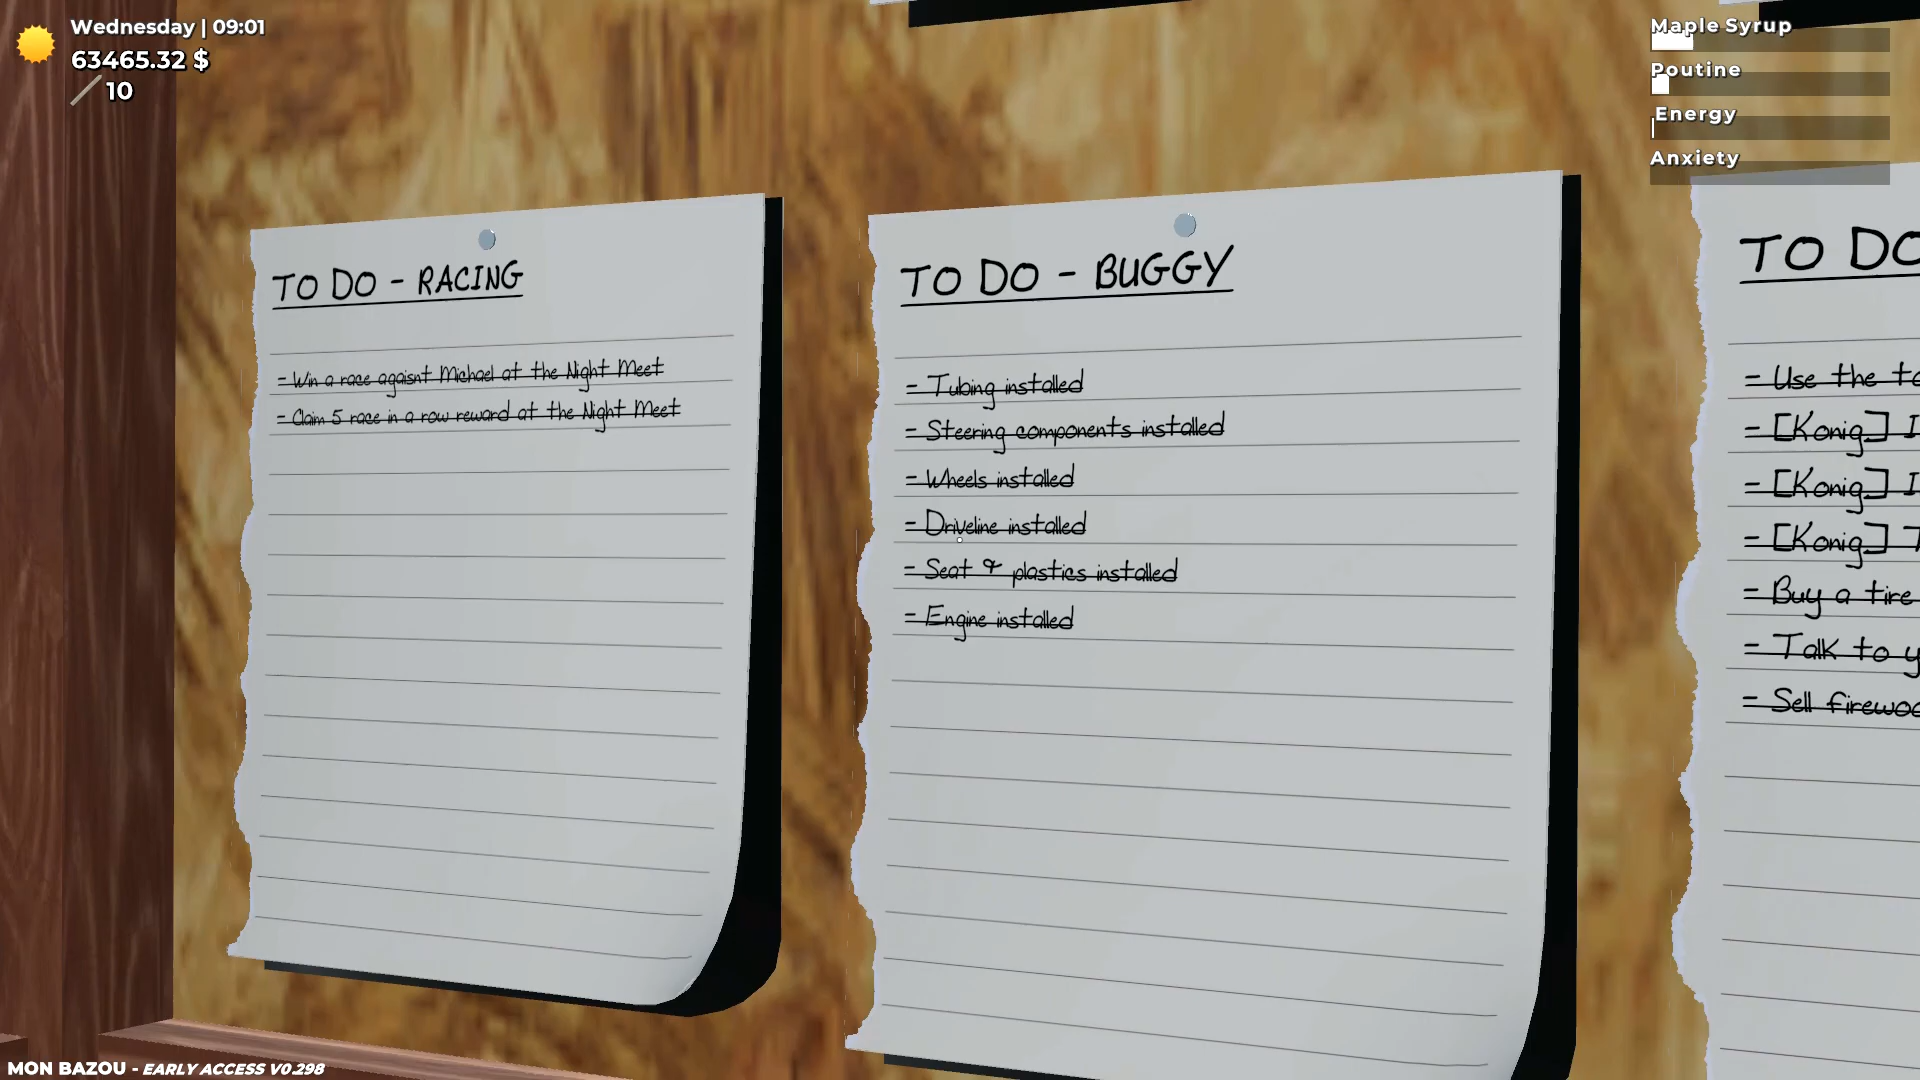 Wednesday | 09:01
63465.32 $
10
Maple Syrup
Poutine
Energy
Anxiety
TO DO - RACING
- Win a race agaisnt Michael at the Night Meet
- Claim 5 race in a row reward at the Night Meet
TO DO - BUGGY
- Tubing installed
- Steering components installed
- Wheels installed
- Driveline installed
- Seat & plastics installed
- Engine installed
TO DO
- Use the
- [Konig]
- [Konig]
- [Konig]
- Buy a tire
- Talk to
- Sell
MON BAZOU - EARLY ACCESS V0.298